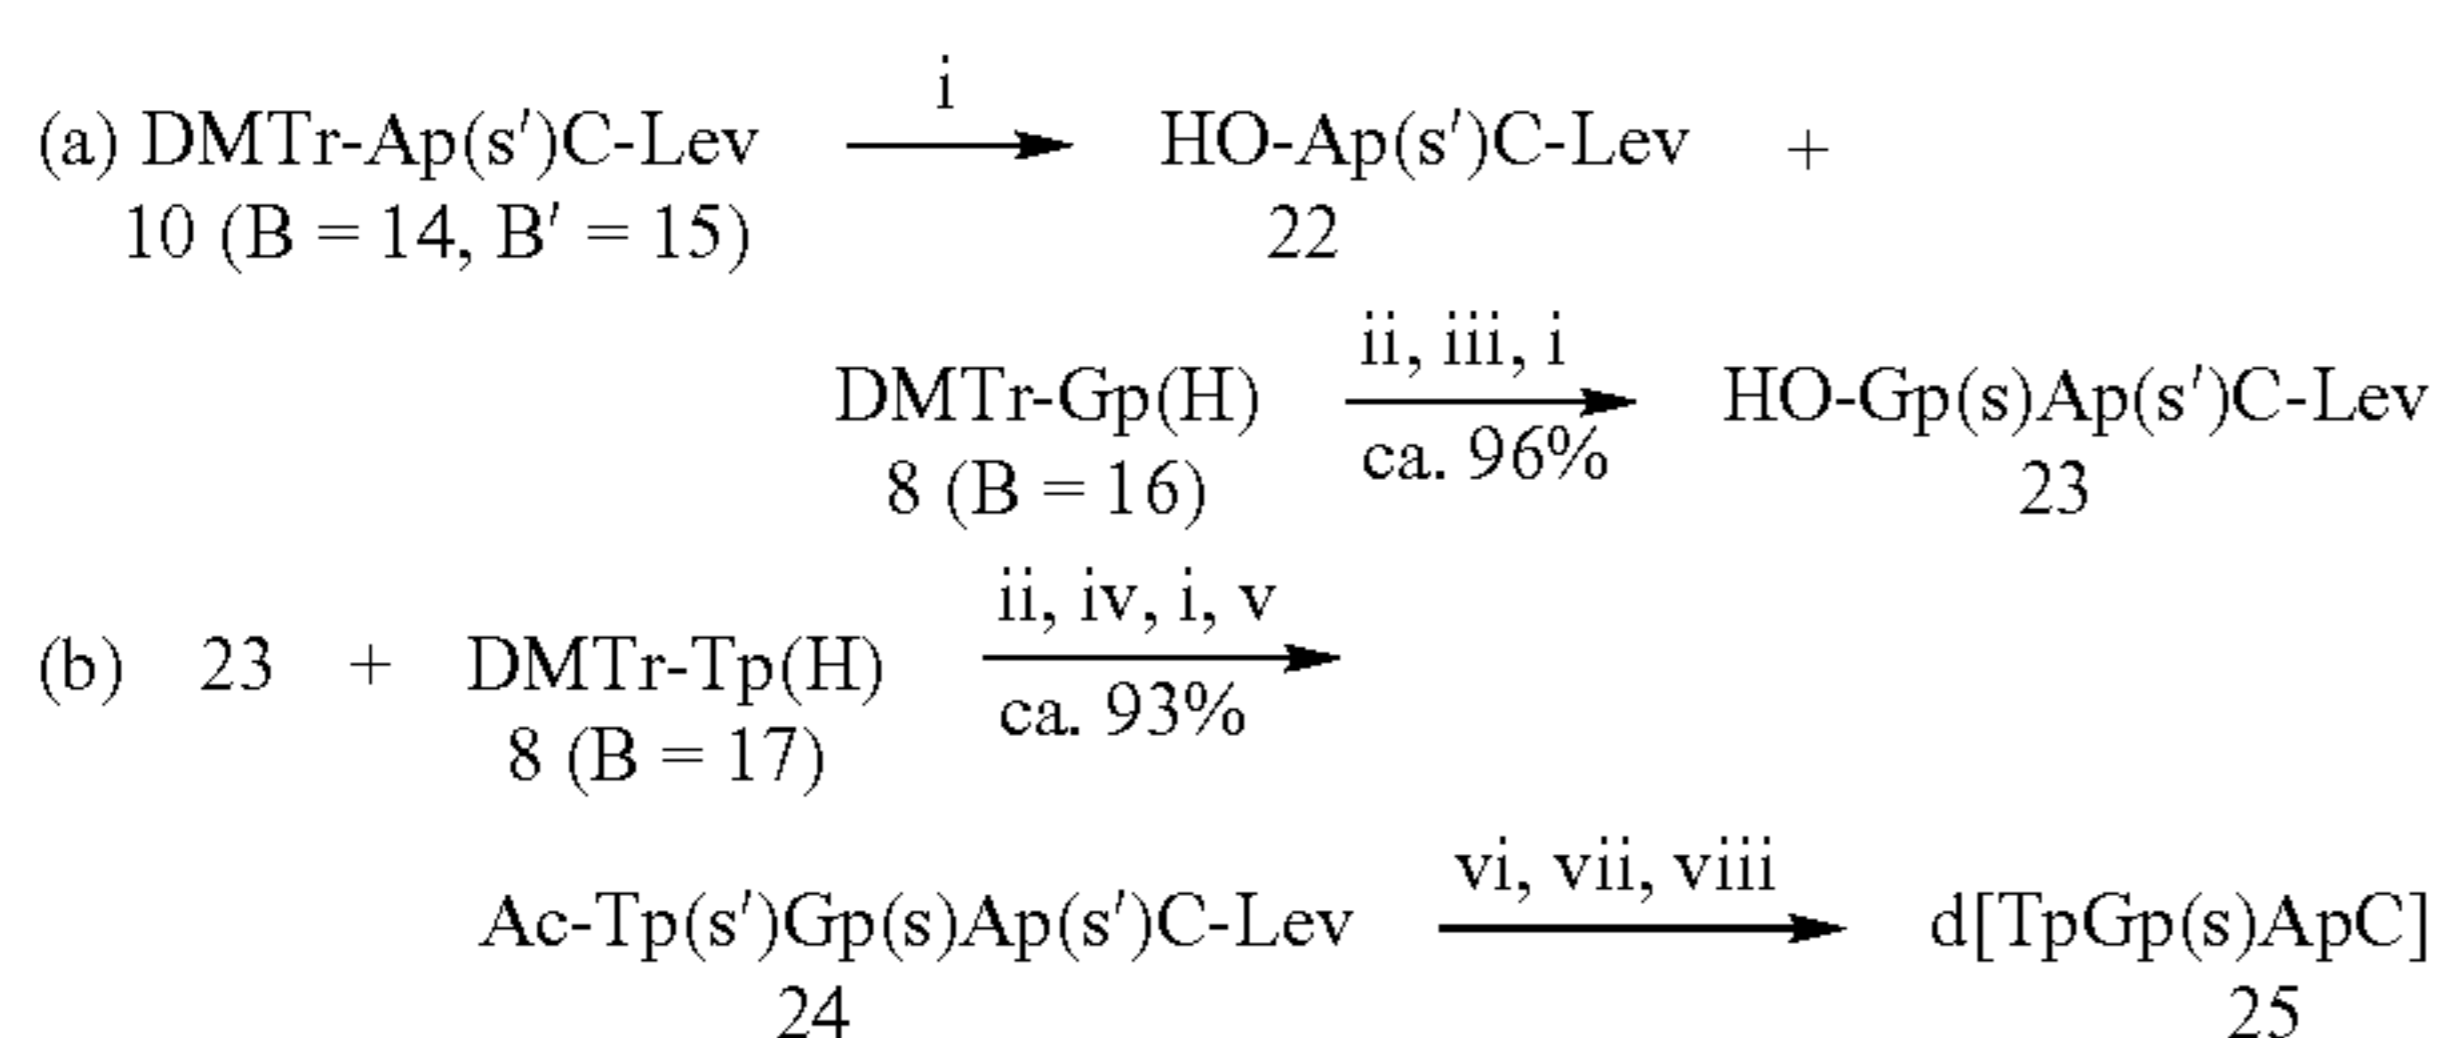 (a) DMTr-Ap(s′)C-Lev i HO-Ap(s′)C-Lev +
10 (B = 14, B′ = 15) 22
DMTr-Gp(H) ii, iii, i HO-Gp(s)Ap(s′)C-Lev
ca. 96%
8 (B = 16) 23
(b) 23 + DMTr-Tp(H) ii, iv, i, v
ca. 93%
8 (B = 17)
Ac-Tp(s′)Gp(s)Ap(s′)C-Lev vi, vii, viii d[TpGp(s)ApC]
24 25